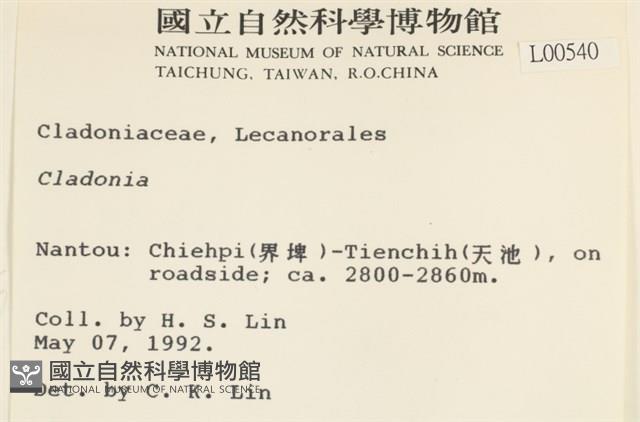 國立自然科學博物館
NATIONAL MUSEUM OF NATURAL SCIENCE
TAICHUNG, TAIWAN, R.O.CHINA
L00540
Cladoniaceae, Lecanorales
Cladonia
Nantou: Chiehpi(界埤)-Tienchih(天池), on
roadside; ca. 2800-2860m.
Coll. by H. S. Lin
May 07, 1992.
國立自然科學博物館
NATIONAL MUSEUM OF NATURAL SCIENCE
Det. by C. K. Lin